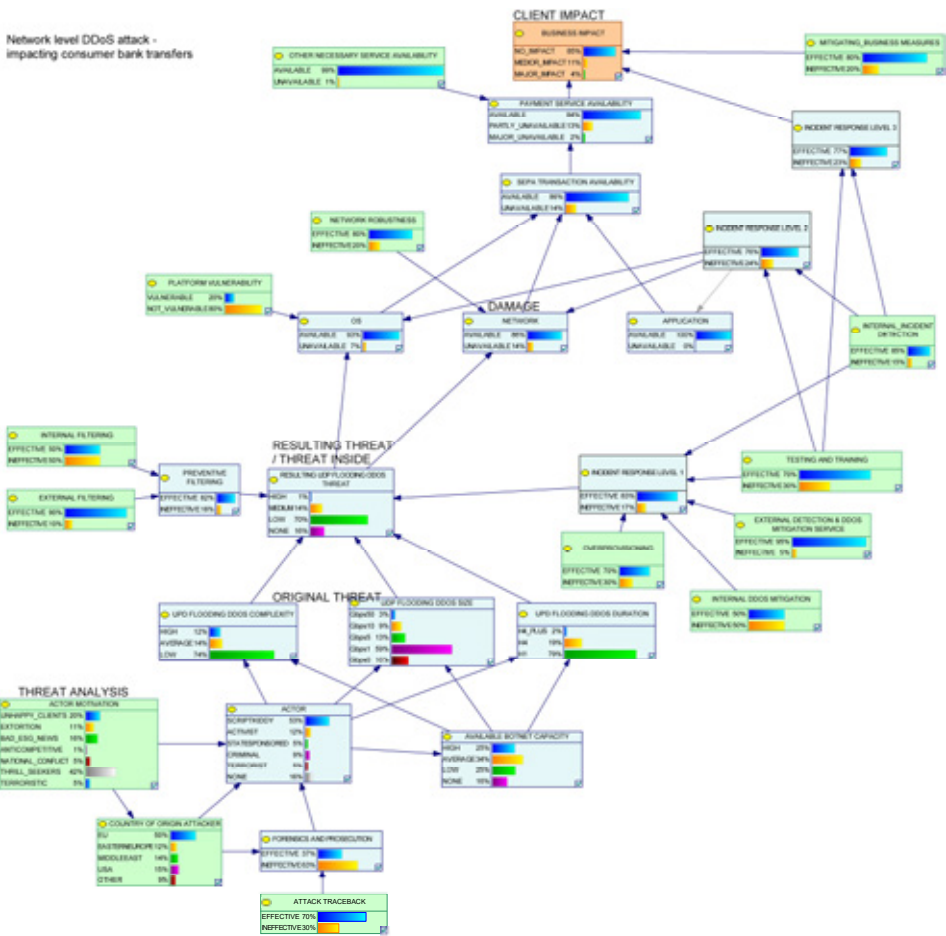 CLIENT IMPACT
Network level DDoS attack -
impacting consumer bank transfers
BUSINESS IMPACT
NO_IMPACT 85%
MEDIOR_IMPACT 11%
MAJOR_IMPACT 4%
MITIGATING_BUSINESS MEASURES
EFFECTIVE 80%
INEFFECTIVE 20%
OTHER NECESSARY SERVICE AVAILABILITY
AVAILABLE 99%
UNAVAILABLE 1%
PAYMENT SERVICE AVAILABILITY
AVAILABLE 84%
PARTLY_UNAVAILABLE 13%
MAJOR_UNAVAILABLE 2%
INCIDENT RESPONSE LEVEL 3
EFFECTIVE 77%
INEFFECTIVE 23%
SEPA TRANSACTION AVAILABILITY
AVAILABLE 86%
UNAVAILABLE 14%
NETWORK ROBUSTNESS
EFFECTIVE 80%
INEFFECTIVE 20%
INCIDENT RESPONSE LEVEL 2
EFFECTIVE 76%
INEFFECTIVE 24%
PLATFORM VULNERABILITY
VULNERABLE 20%
NOT_VULNERABLE 80%
DAMAGE
OS
AVAILABLE 93%
UNAVAILABLE 7%
NETWORK
AVAILABLE 86%
UNAVAILABLE 14%
APPLICATION
AVAILABLE 100%
UNAVAILABLE 0%
INTERNAL_INCIDENT
DETECTION
EFFECTIVE 85%
INEFFECTIVE 15%
INTERNAL FILTERING
EFFECTIVE 50%
INEFFECTIVE 50%
RESULTING THREAT
/ THREAT INSIDE
PREVENTIVE
FILTERING
EFFECTIVE 82%
INEFFECTIVE 18%
RESULTING UDP FLOODING DDOS
THREAT
HIGH 1%
MEDIUM 14%
LOW 70%
NONE 16%
INCIDENT RESPONSE LEVEL 1
EFFECTIVE 83%
INEFFECTIVE 17%
TESTING AND TRAINING
EFFECTIVE 70%
INEFFECTIVE 30%
EXTERNAL FILTERING
EFFECTIVE 90%
INEFFECTIVE 10%
EXTERNAL DETECTION & DDOS
MITIGATION SERVICE
EFFECTIVE 95%
INEFFECTIVE 5%
OVERPROVISIONING
EFFECTIVE 70%
INEFFECTIVE 30%
ORIGINAL THREAT
INTERNAL DDOS MITIGATION
EFFECTIVE 50%
INEFFECTIVE 50%
UPD FLOODING DDOS COMPLEXITY
HIGH 12%
AVERAGE 14%
LOW 74%
UDP FLOODING DDOS SIZE
3%
9%
13%
Gbps1 59%
Gbps0 16%
UPD FLOODING DDOS DURATION
H4_PLUS 2%
H4 19%
H1 79%
THREAT ANALYSIS
ACTOR MOTIVATION
UNHAPPY_CLIENTS 20%
EXTORTION 11%
BAD_ESG_NEWS 16%
ANTICOMPETITIVE 1%
NATIONAL_CONFLICT 5%
THRILL_SEEKERS 42%
TERRORISTIC 5%
ACTOR
SCRIPTKIDDY 53%
ACTIVIST 12%
STATESPONSORED 5%
CRIMINAL
TERRORIST
NONE 16%
AVAILABLE BOTNET CAPACITY
HIGH 25%
AVERAGE 34%
LOW 25%
NONE 16%
COUNTRY OF ORIGIN ATTACKER
EU 50%
EASTERNEUROPE 12%
MIDDLEEAST 14%
USA 15%
OTHER 9%
FORENSICS AND PROSECUTION
EFFECTIVE 37%
INEFFECTIVE 63%
ATTACK TRACEBACK
EFFECTIVE 70%
INEFFECTIVE 30%